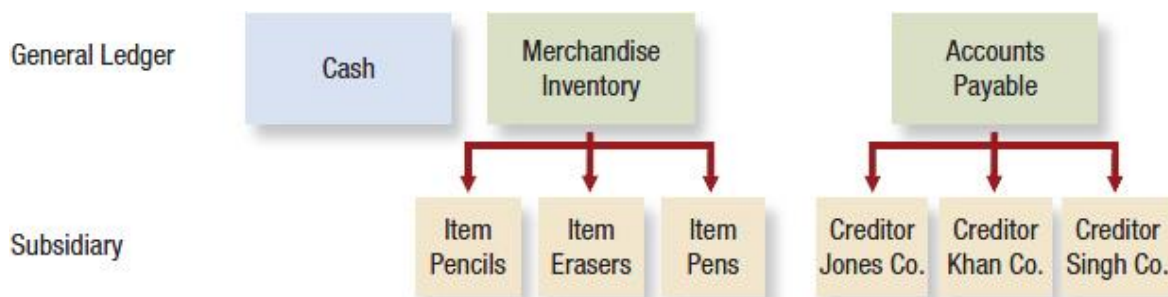 General Ledger
Cash
Merchandise
Inventory
Accounts
Payable
Subsidiary
Item
Pencils
Item
Erasers
Item
Pens
Creditor
Jones Co.
Creditor
Khan Co.
Creditor
Singh Co.